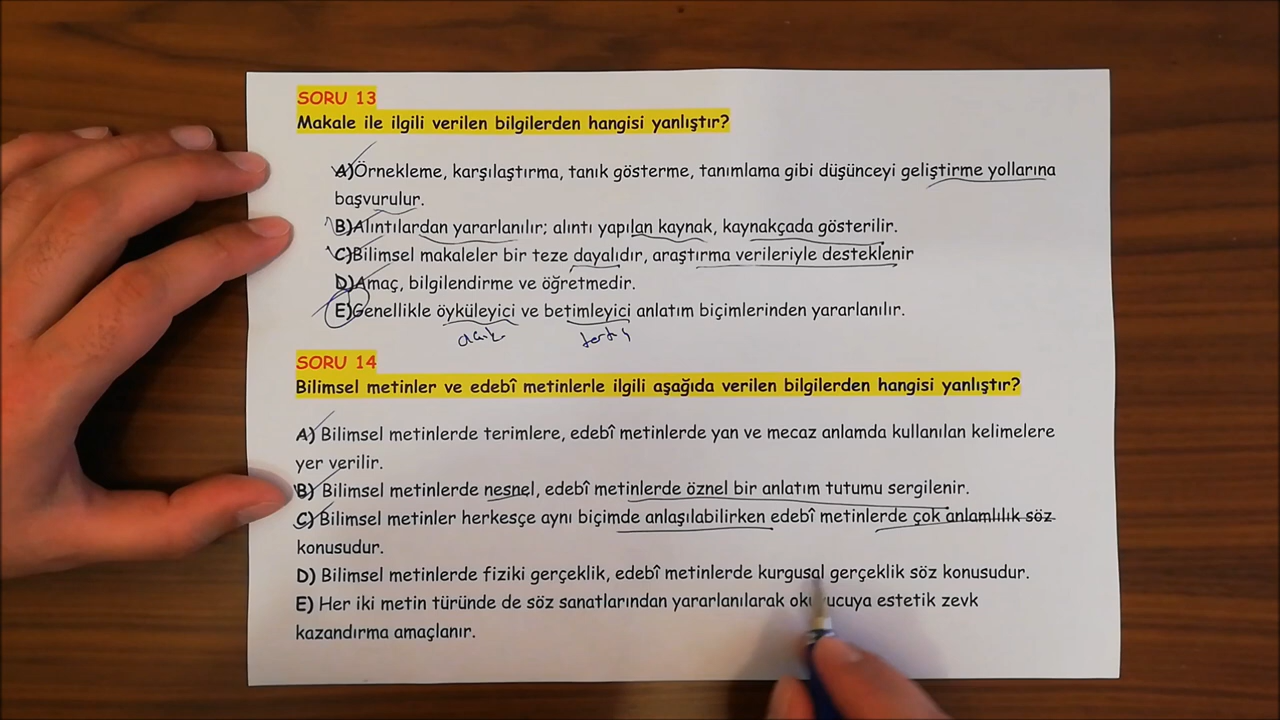 SORU 13
Makale ile ilgili verilen bilgilerden hangisi yanlıştır?
A)Örnekleme, karşılaştırma, tanık gösterme, tanımlama gibi düşünceyi geliştirme yollarına
başvurulur.
B)Alıntılardan yararlanılır; alıntı yapılan kaynak, kaynakçada gösterilir.
C)Bilimsel makaleler bir teze dayalıdır, araştırma verileriyle desteklenir
D)Amaç, bilgilendirme ve öğretmedir.
E)Genellikle öyküleyici ve betimleyici anlatım biçimlerinden yararlanılır.
SORU 14
Bilimsel metinler ve edebî metinlerle ilgili aşağıda verilen bilgilerden hangisi yanlıştır?
A) Bilimsel metinlerde terimlere, edebî metinlerde yan ve mecaz anlamda kullanılan kelimelere
yer verilir.
B) Bilimsel metinlerde nesnel, edebî metinlerde öznel bir anlatım tutumu sergilenir.
C) Bilimsel metinler herkesçe aynı biçimde anlaşılabilirken edebî metinlerde çok anlamlılık söz
konusudur.
D) Bilimsel metinlerde fiziki gerçeklik, edebî metinlerde kurgusal gerçeklik söz konusudur.
E) Her iki metin türünde de söz sanatlarından yararlanılarak okuyucuya estetik zevk
kazandırma amaçlanır.